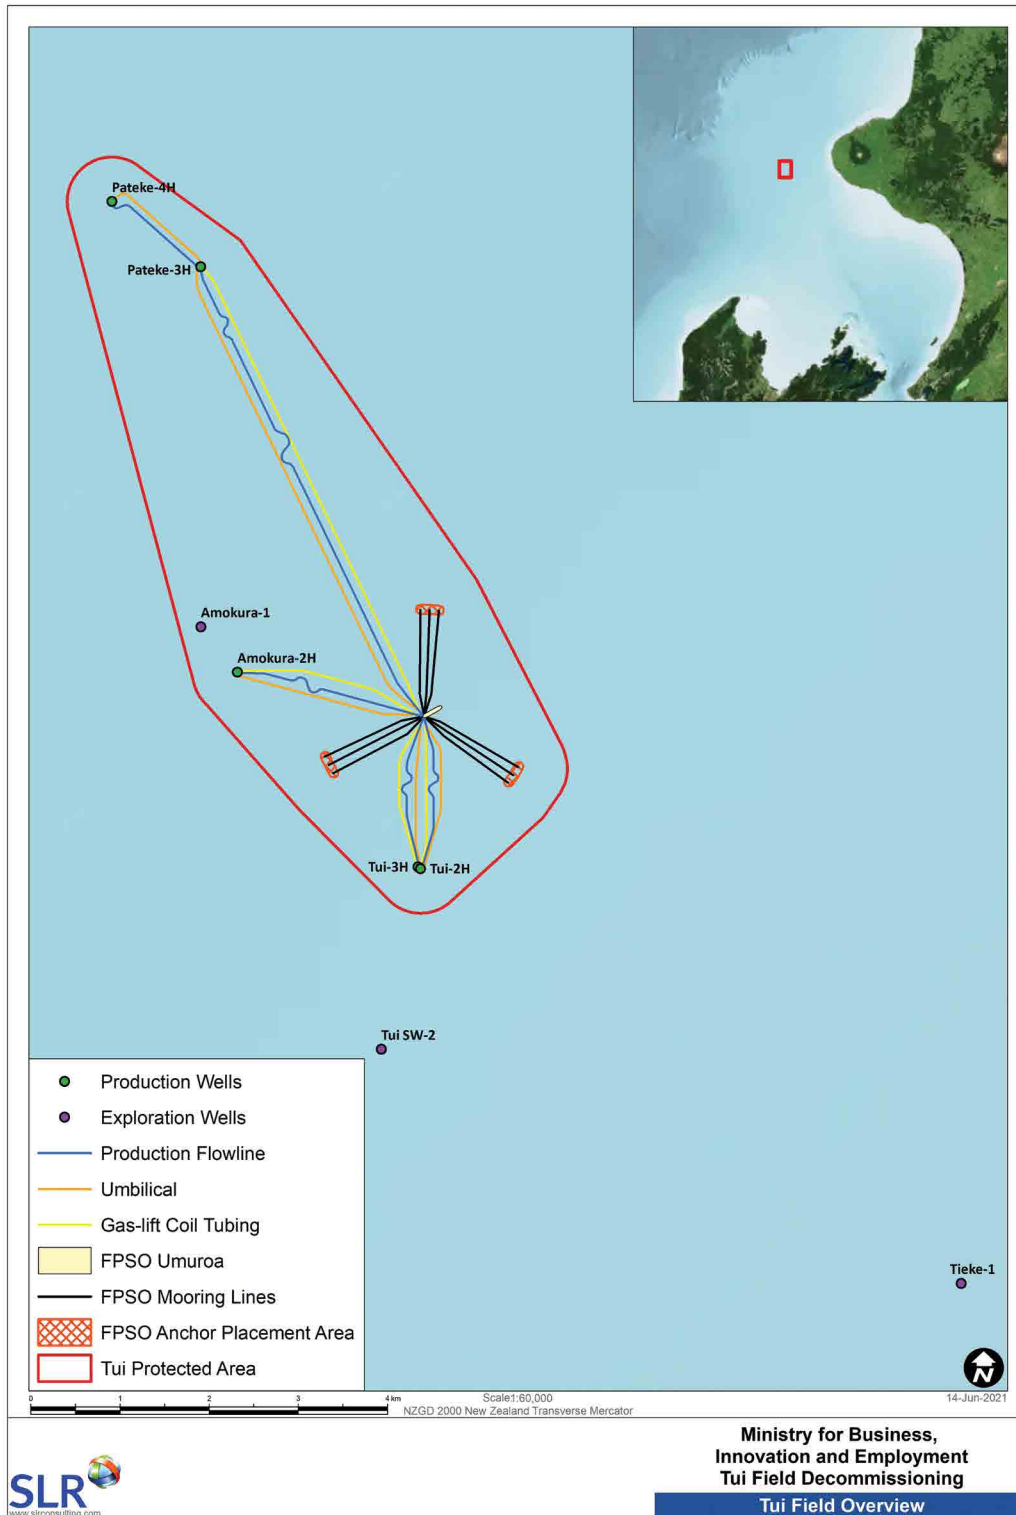 Pateke-4H
Pateke-3H
Amokura-1
Amokura-2H
Tui-3H
Tui-2H
Tui SW-2
Tieke-1
Production Wells
Exploration Wells
Production Flowline
Umbilical
Gas-lift Coil Tubing
FPSO Umuroa
FPSO Mooring Lines
FPSO Anchor Placement Area
Tui Protected Area
N
0 1 2 3 4 km
Scale1:60,000
14-Jun-2021
NZGD 2000 New Zealand Transverse Mercator
SLR
www.slrconsulting.com
Ministry for Business,
Innovation and Employment
Tui Field Decommissioning
Tui Field Overview